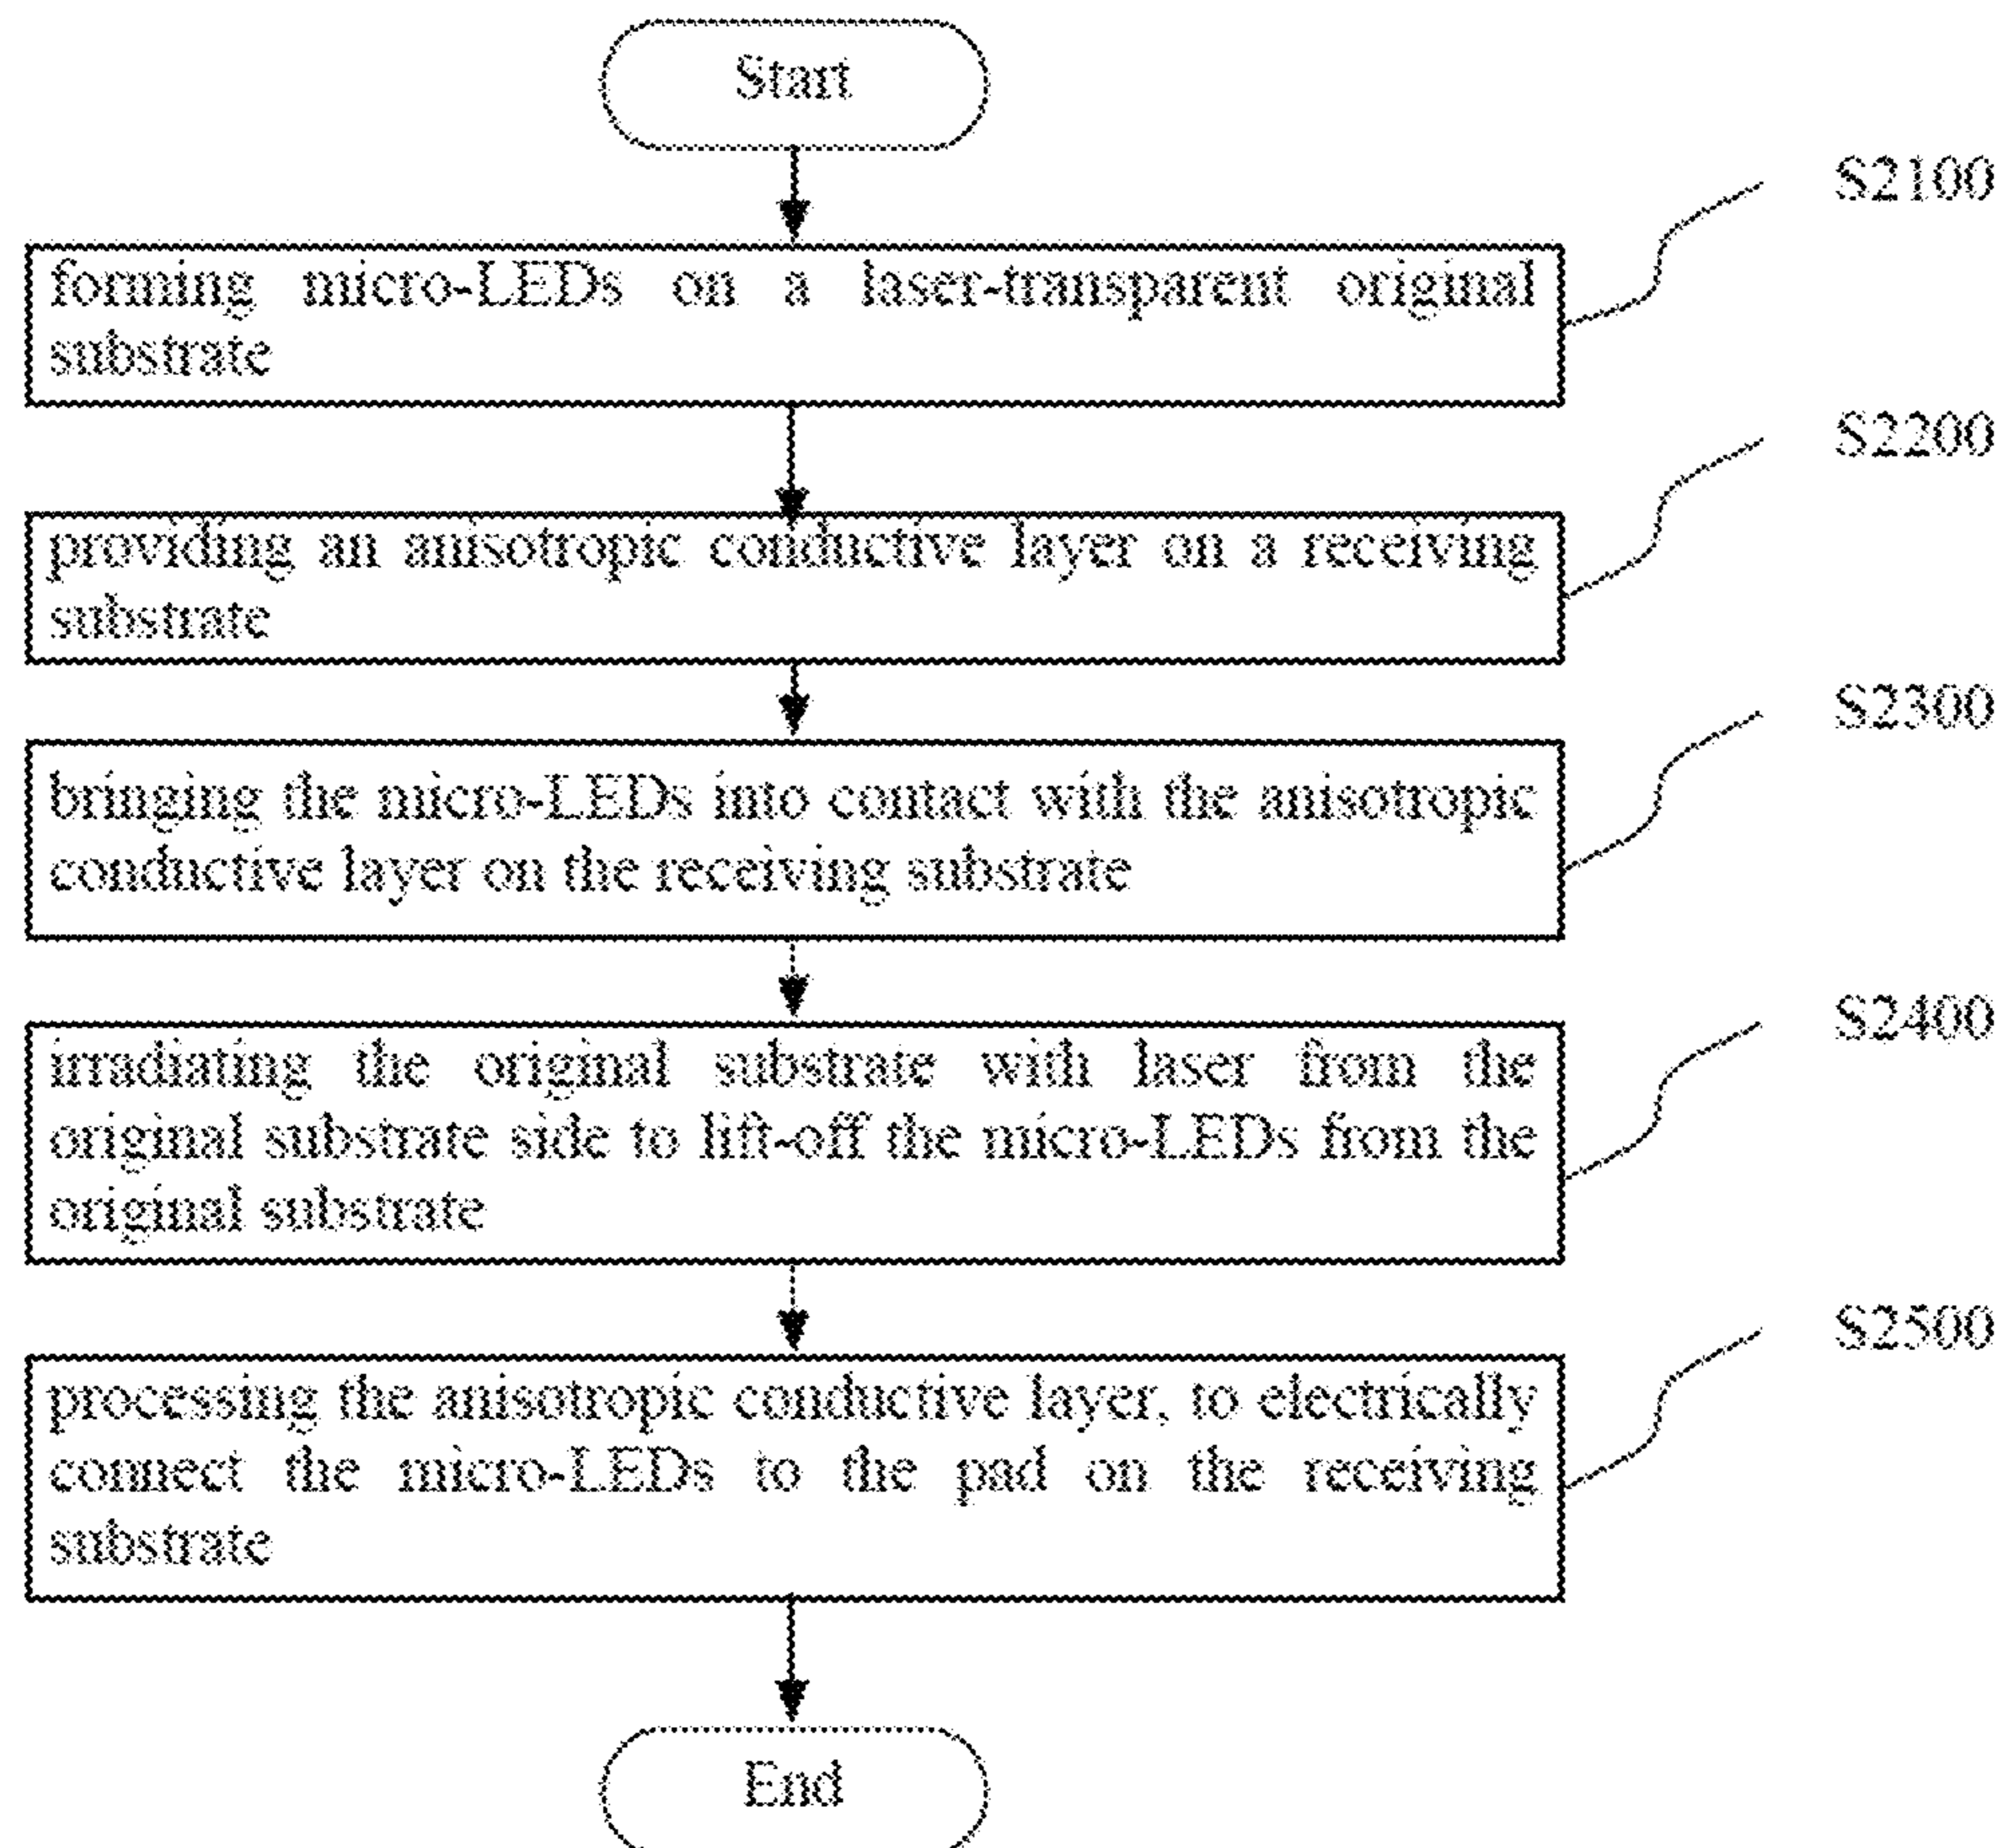 Start
S2100
forming micro-LEDs on a laser-transparent original
substrate
S2200
providing an anisotropic conductive layer on a receiving
substrate
S2300
bringing the micro-LEDs into contact with the anisotropic
conductive layer on the receiving substrate
S2400
irradiating the original substrate with laser from the
original substrate side to lift-off the micro-LEDs from the
original substrate
S2500
processing the anisotropic conductive layer, to electrically
connect the micro-LEDs to the pad on the receiving
substrate
End